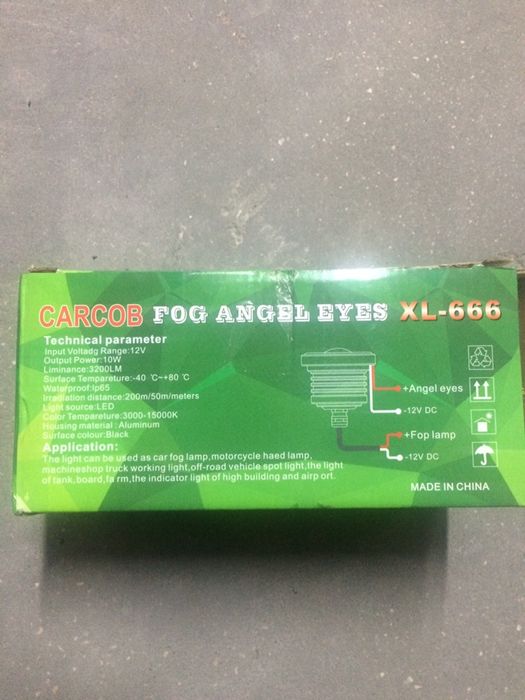 CARCOB FOG ANGEL EYES XL-666
Technical parameter
Input Voltadg Range:12V
Output Power:10W
Liminance:3200LM
Surface Tempareture:-40 ℃~+80 ℃
Waterproof:Ip65
Irradiation distance:200m/50m/meters
Light source:LED
Color Tempareture:3000-15000K
Housing material :Aluminum
Surface colour:Black
Application:
The light can be used as car fog lamp,motorcycle haed lamp,
machineshop truck working light,off-road vehicle spot light,the light
of tank,board,fa rm,the indicator light of high building and airp ort.
+Angel eyes
-12V DC
+Fop lamp
-12V DC
MADE IN CHINA